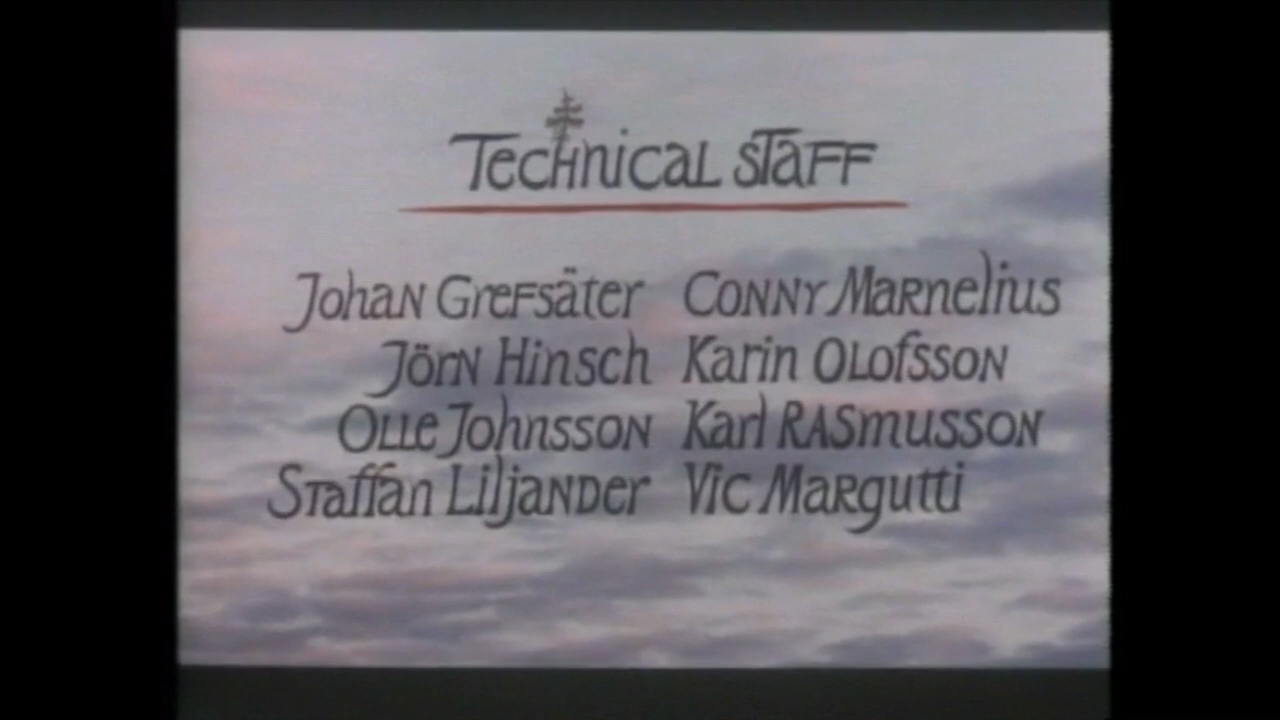 Technical staff
Johan Grefsäter Conny Marnelius
Jörn Hinsch Karin Olofsson
Olle Johnsson Karl Rasmusson
Staffan Liljander Vic Margutti